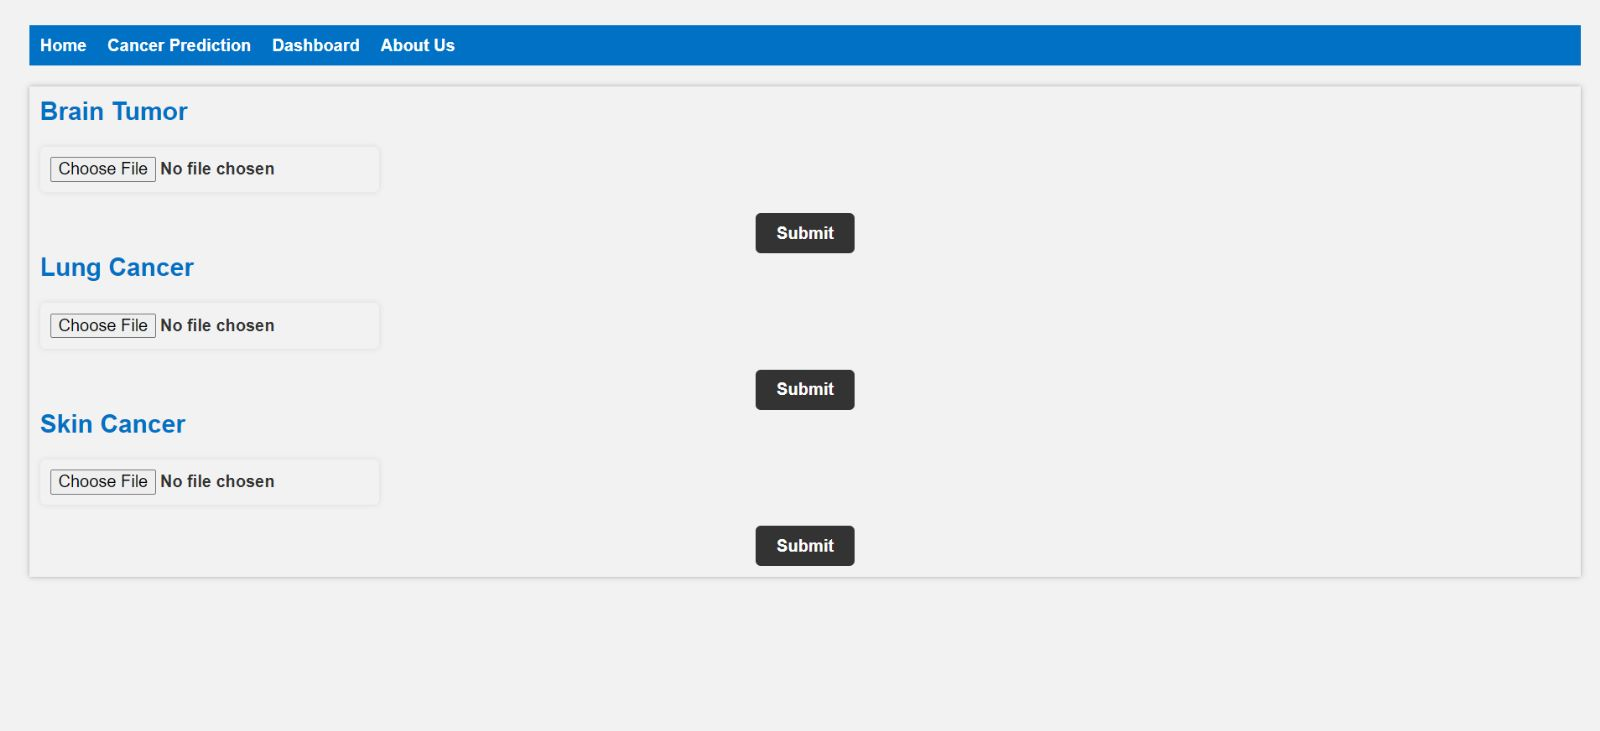 Home Cancer Prediction Dashboard About Us
Brain Tumor
Choose File No file chosen
Submit
Lung Cancer
Choose File No file chosen
Submit
Skin Cancer
Choose File No file chosen
Submit